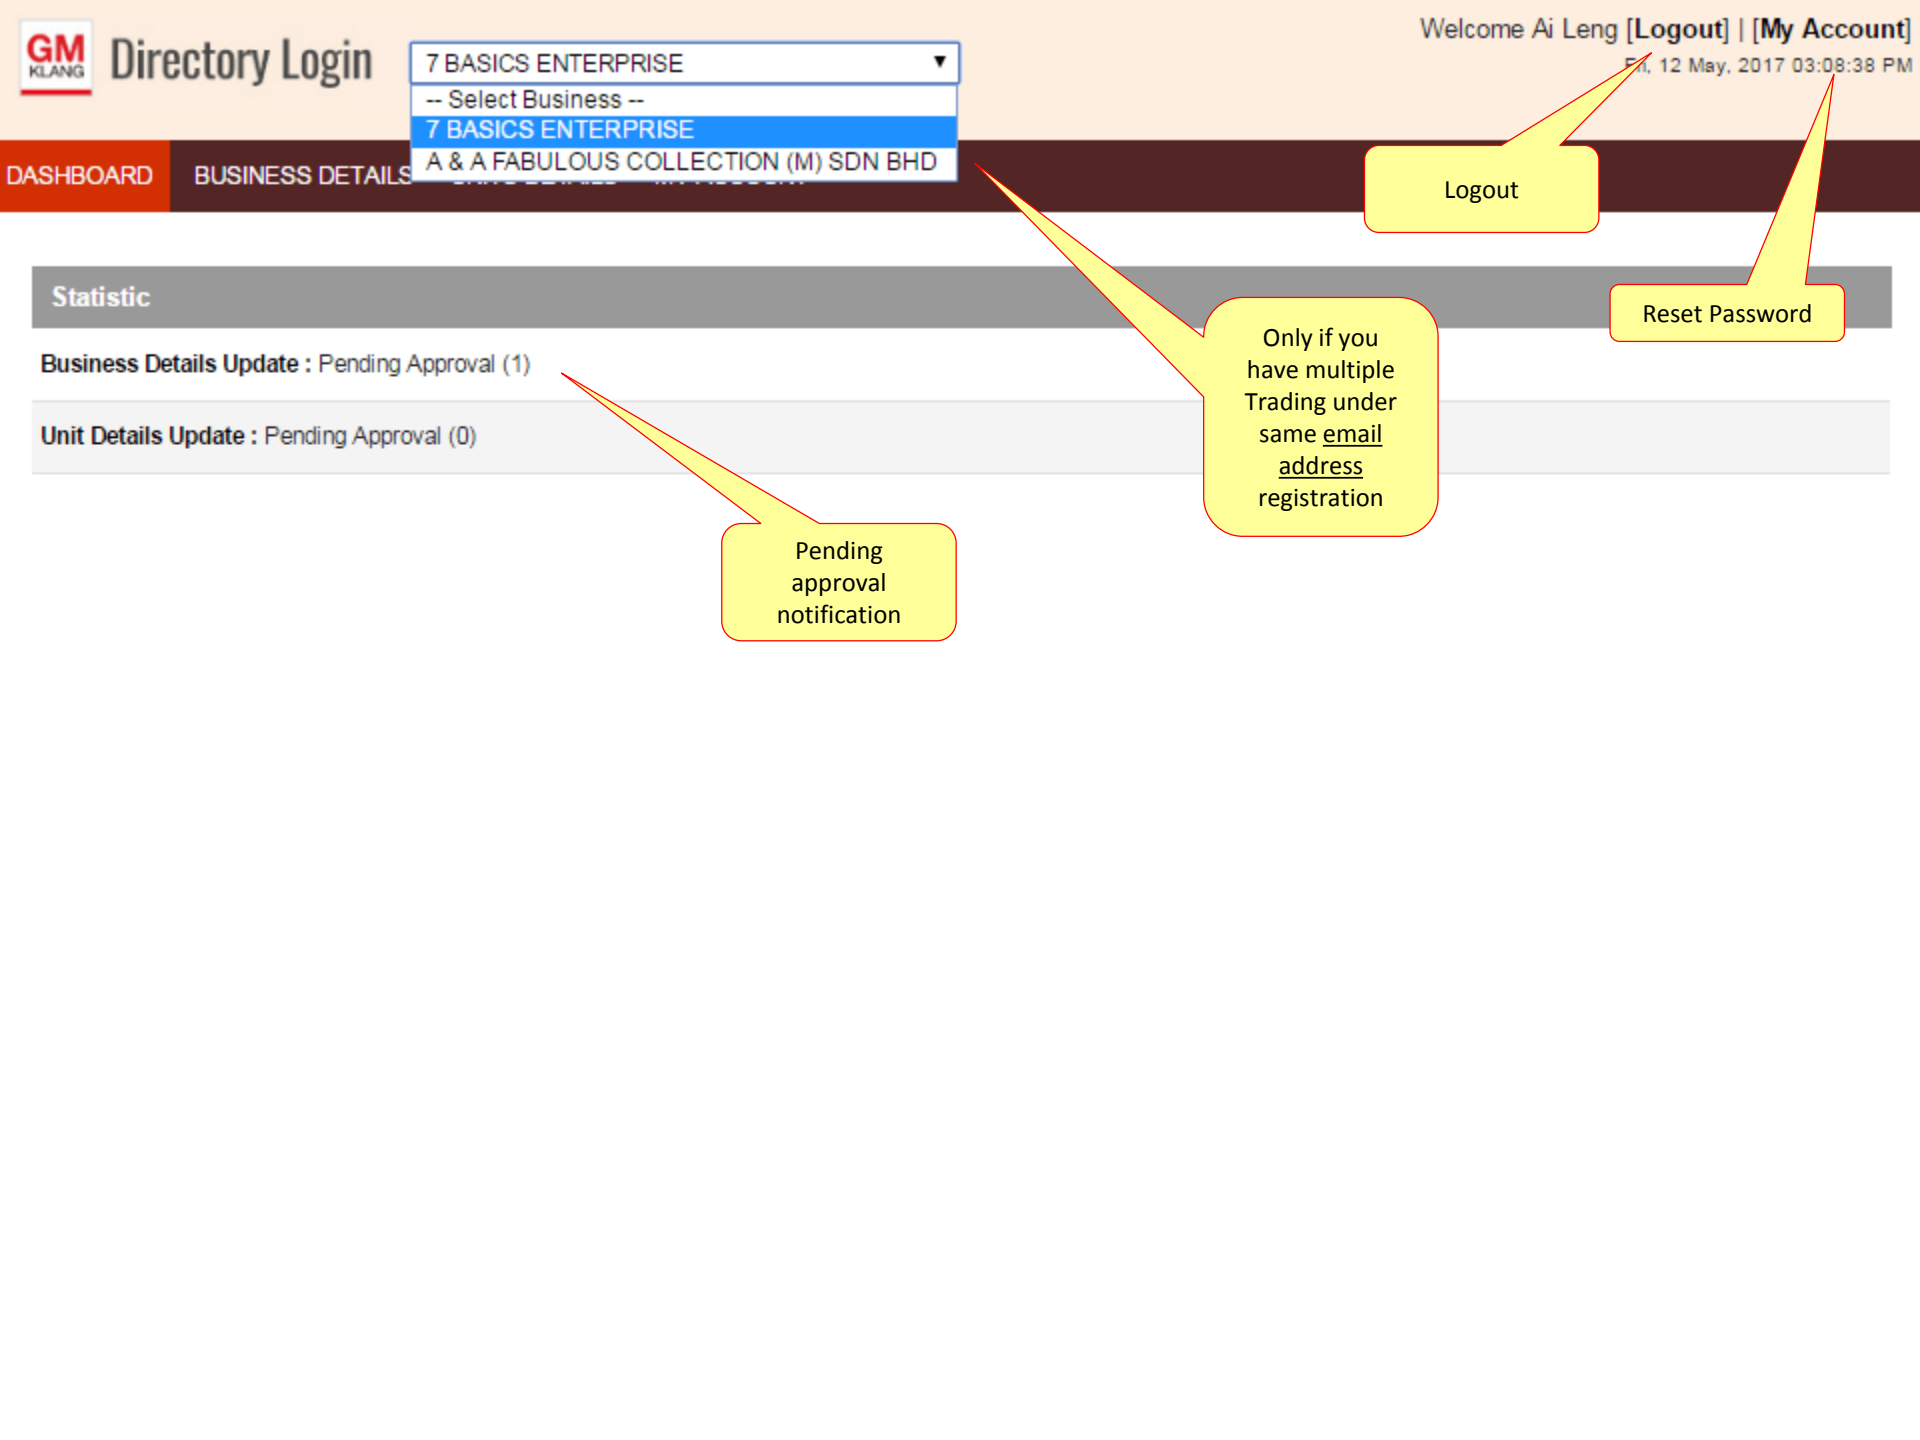 GM
KLANG
Directory Login
7 BASICS ENTERPRISE
-- Select Business --
7 BASICS ENTERPRISE
A & A FABULOUS COLLECTION (M) SDN BHD
Welcome Ai Leng [Logout] | [My Account]
Fri, 12 May, 2017 03:08:38 PM
DASHBOARD
BUSINESS DETAILS
Logout
Statistic
Reset Password
Business Details Update : Pending Approval (1)
Unit Details Update : Pending Approval (0)
Only if you
have multiple
Trading under
same email
address
registration
Pending
approval
notification